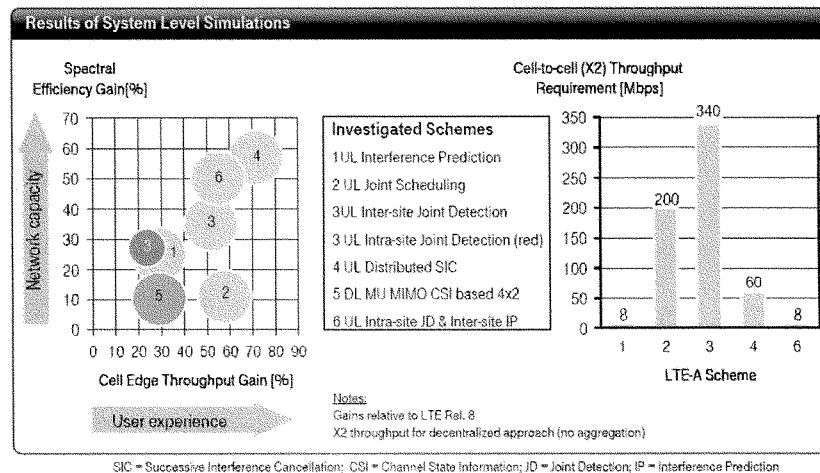 Results of System Level Simulations
Spectral
Efficiency Gain[%]
Network capacity
70
60
50
40
30
20
10
0
4
6
3
3
1
5
2
0 10 20 30 40 50 60 70 80 90
Cell Edge Throughput Gain [%]
User experience
Investigated Schemes
1UL Interference Prediction
2 UL Joint Scheduling
3UL Inter-site Joint Detection
3 UL Intra-site Joint Detection (red)
4 UL Distributed SIC
5 DL MU MIMO CSI based 4x2
6 UL Intra-site JD & Inter-site IP
Notes:
Gains relative to LTE Rel. 8
X2 throughput for decentralized approach (no aggregation)
Cell-to-cell (X2) Throughput
Requirement [Mbps]
350
300
250
200
150
100
50
0
8
200
340
60
8
1 2 3 4 6
LTE-A Scheme
SIC = Successive Interference Cancellation; CSI = Channel State Information; JD = Joint Detection; IP = Interference Prediction